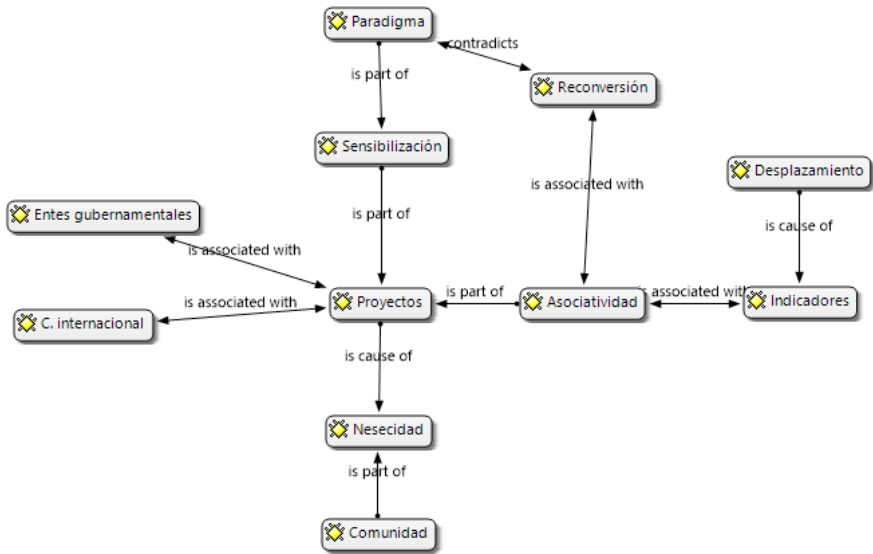 Paradigma
contradicts
is part of
Reconversión
Sensibilización
Desplazamiento
is associated with
is part of
Entes gubernamentales
is cause of
is associated with
is associated with
is part of
is associated with
Proyectos
Asociatividad
Indicadores
C. internacional
is cause of
Nesecidad
is part of
Comunidad